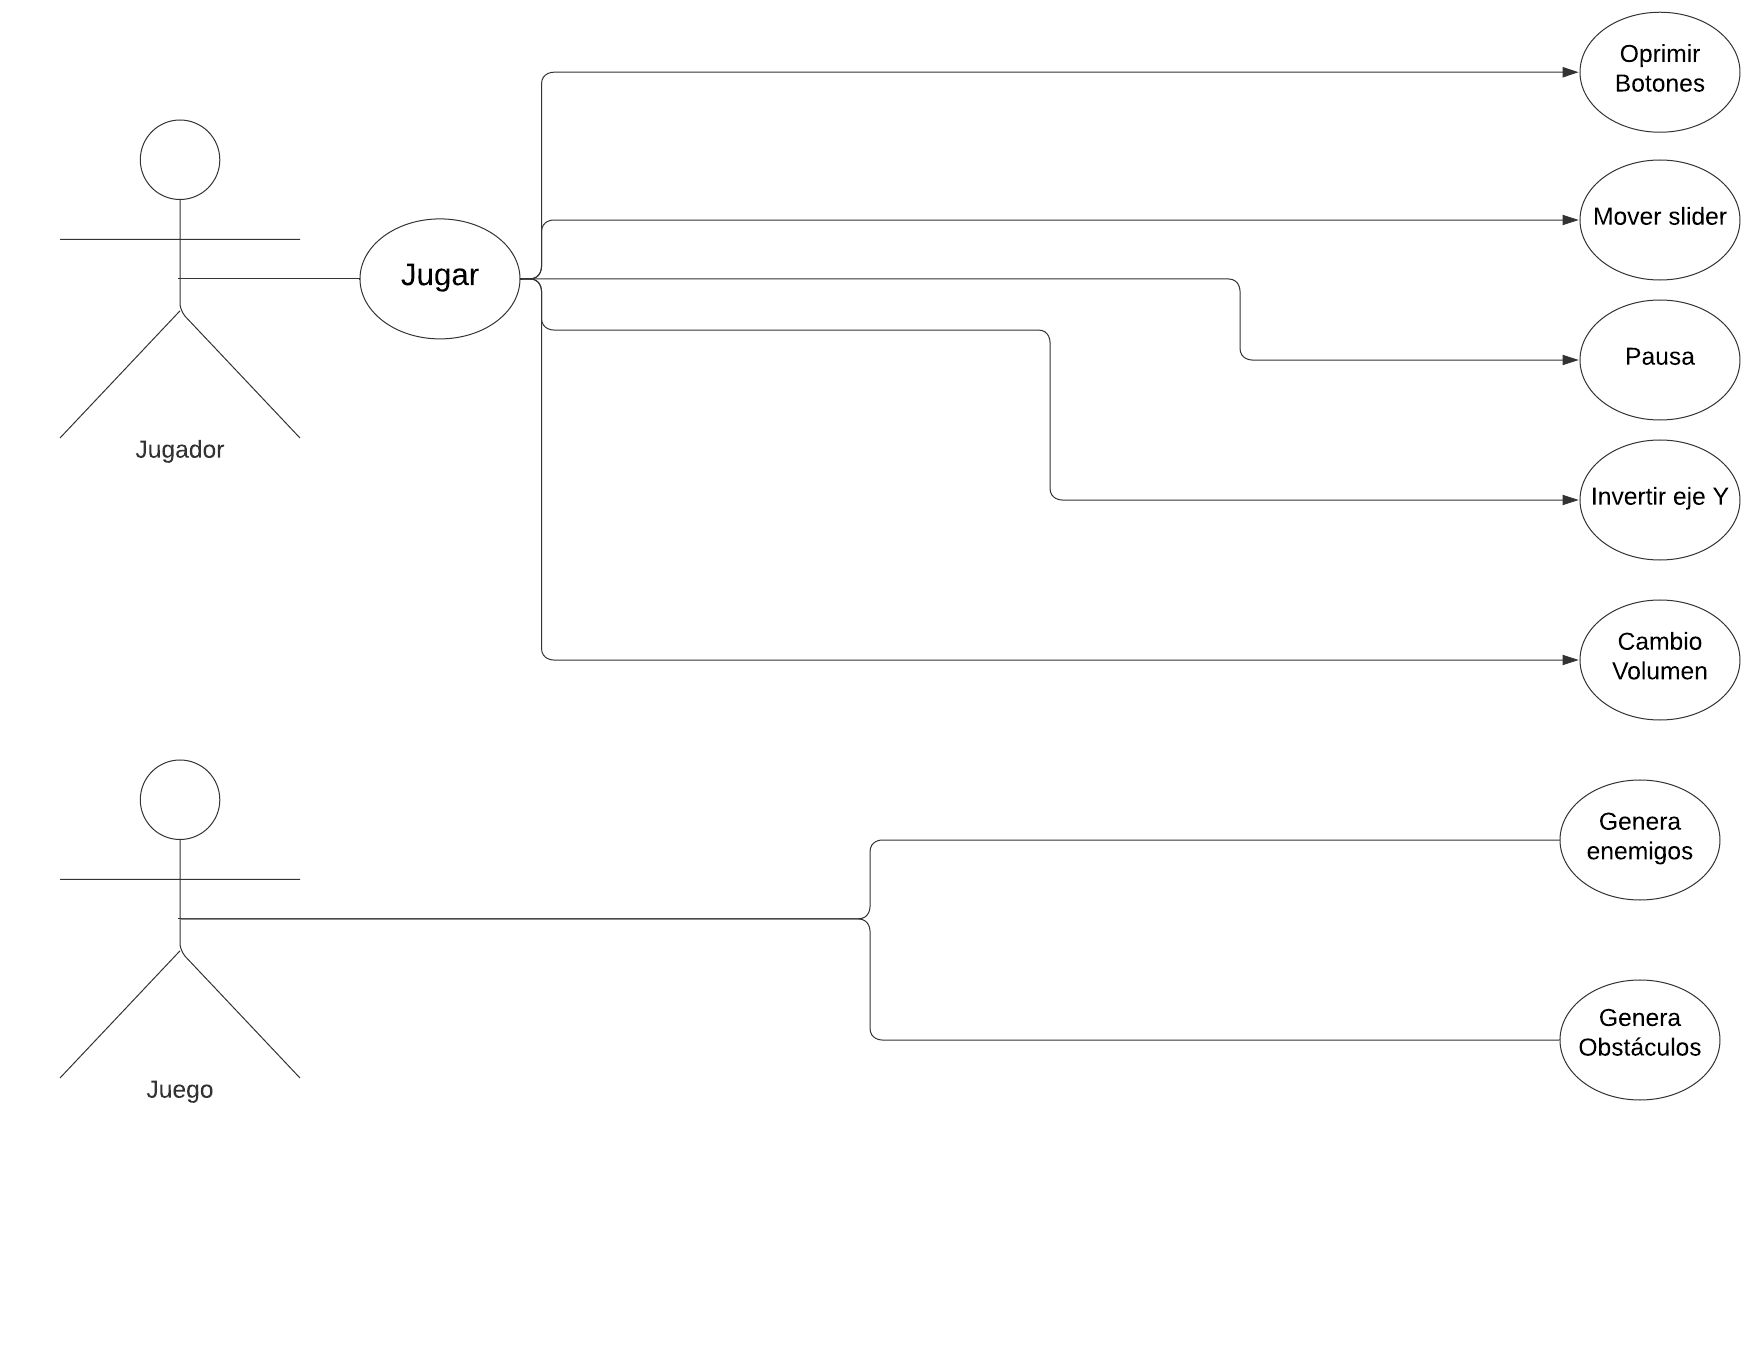 Oprimir
Botones
Mover slider
Jugar
Pausa
Jugador
Invertir eje Y
Cambio
Volumen
Genera
enemigos
Genera
Obstáculos
Juego